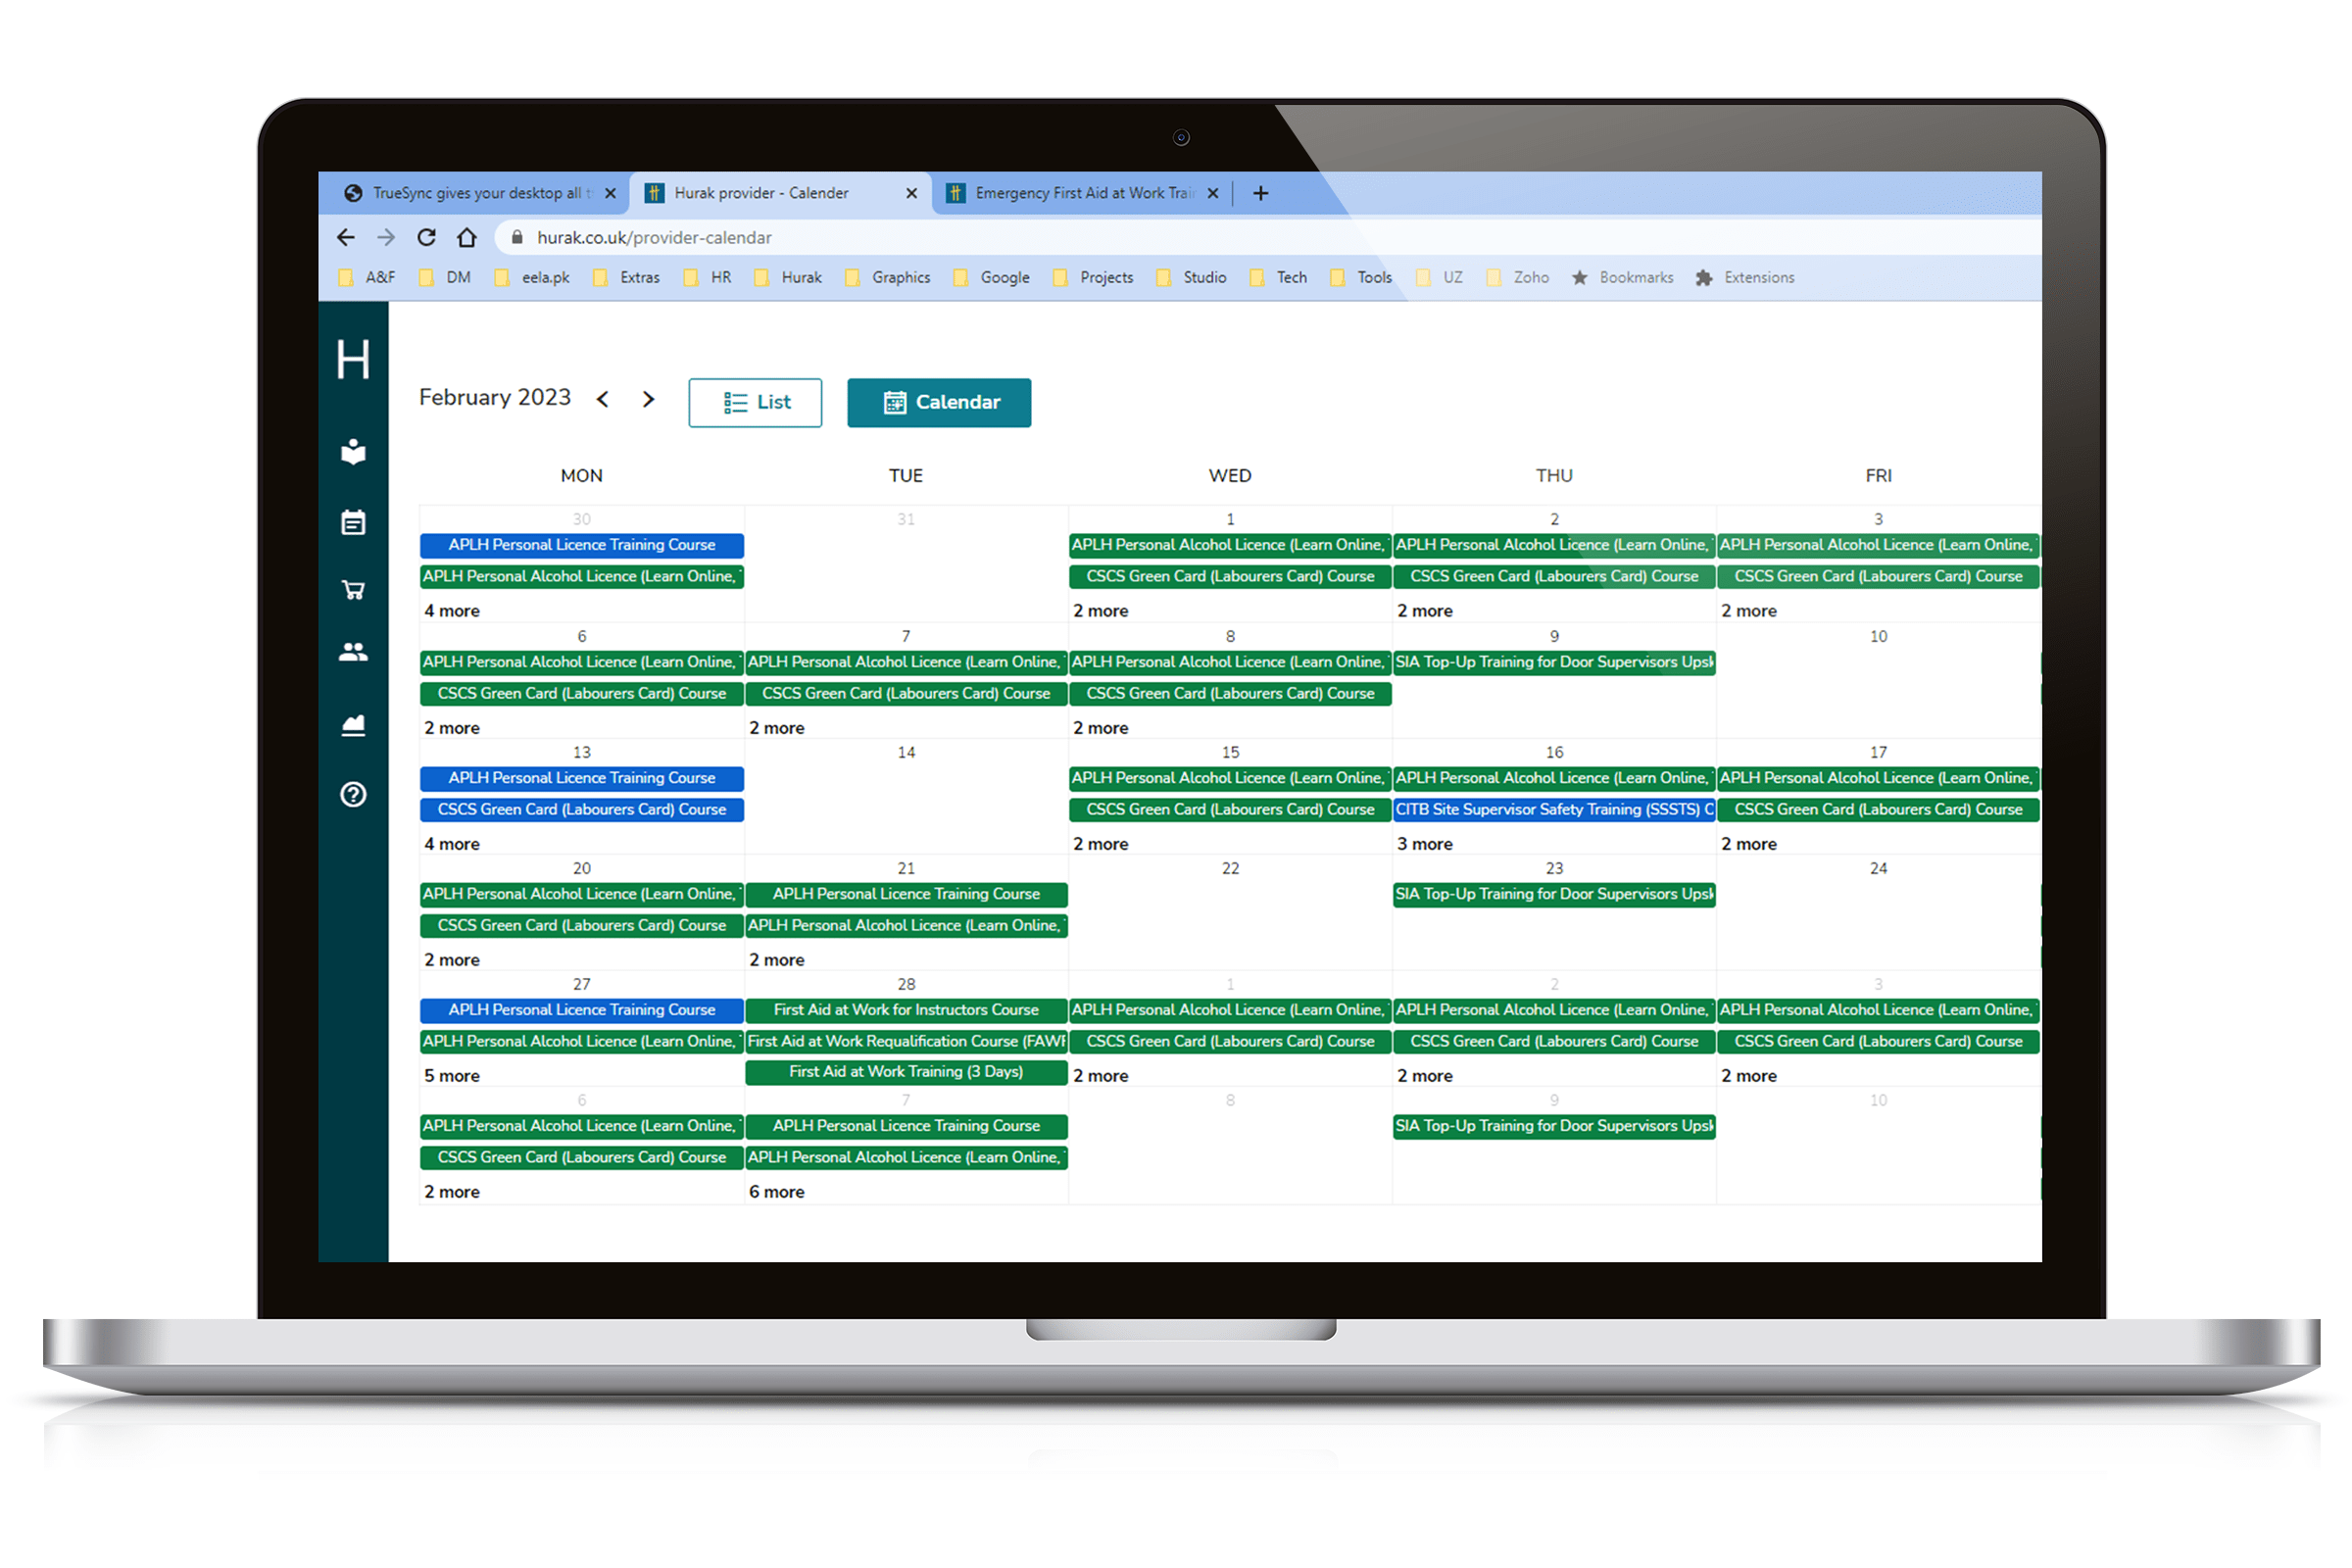 TrueSync gives your desktop all t
Hurak provider - Calender
Emergency First Aid at Work Train
hurak.co.uk/provider-calendar
A&F DM eela.pk Extras HR Hurak Graphics Google Projects Studio Tech Tools UZ Zoho Bookmarks Extensions
H
February 2023 < > List Calendar
MON TUE WED THU FRI
30 31 1 2 3
APLH Personal Licence Training Course APLH Personal Alcohol Licence (Learn Online, APLH Personal Alcohol Licence (Learn Online, APLH Personal Alcohol Licence (Learn Online,
APLH Personal Alcohol Licence (Learn Online, CSCS Green Card (Labourers Card) Course CSCS Green Card (Labourers Card) Course CSCS Green Card (Labourers Card) Course
4 more 2 more 2 more 2 more
6 7 8 9 10
APLH Personal Alcohol Licence (Learn Online, APLH Personal Alcohol Licence (Learn Online, APLH Personal Alcohol Licence (Learn Online, SIA Top-Up Training for Door Supervisors Upsk
CSCS Green Card (Labourers Card) Course CSCS Green Card (Labourers Card) Course CSCS Green Card (Labourers Card) Course
2 more 2 more 2 more
13 14 15 16 17
APLH Personal Licence Training Course APLH Personal Alcohol Licence (Learn Online, APLH Personal Alcohol Licence (Learn Online, APLH Personal Alcohol Licence (Learn Online,
CSCS Green Card (Labourers Card) Course CSCS Green Card (Labourers Card) Course CITB Site Supervisor Safety Training (SSSTS) C CSCS Green Card (Labourers Card) Course
4 more 2 more 3 more 2 more
20 21 22 23 24
APLH Personal Alcohol Licence (Learn Online, APLH Personal Licence Training Course SIA Top-Up Training for Door Supervisors Upsk
CSCS Green Card (Labourers Card) Course APLH Personal Alcohol Licence (Learn Online,
2 more 2 more
27 28 1 2 3
APLH Personal Licence Training Course First Aid at Work for Instructors Course APLH Personal Alcohol Licence (Learn Online, APLH Personal Alcohol Licence (Learn Online, APLH Personal Alcohol Licence (Learn Online,
APLH Personal Alcohol Licence (Learn Online, First Aid at Work Requalification Course (FAWR CSCS Green Card (Labourers Card) Course CSCS Green Card (Labourers Card) Course CSCS Green Card (Labourers Card) Course
5 more First Aid at Work Training (3 Days) 2 more 2 more 2 more
6 7 8 9 10
APLH Personal Alcohol Licence (Learn Online, APLH Personal Licence Training Course SIA Top-Up Training for Door Supervisors Upsk
CSCS Green Card (Labourers Card) Course APLH Personal Alcohol Licence (Learn Online,
2 more 6 more